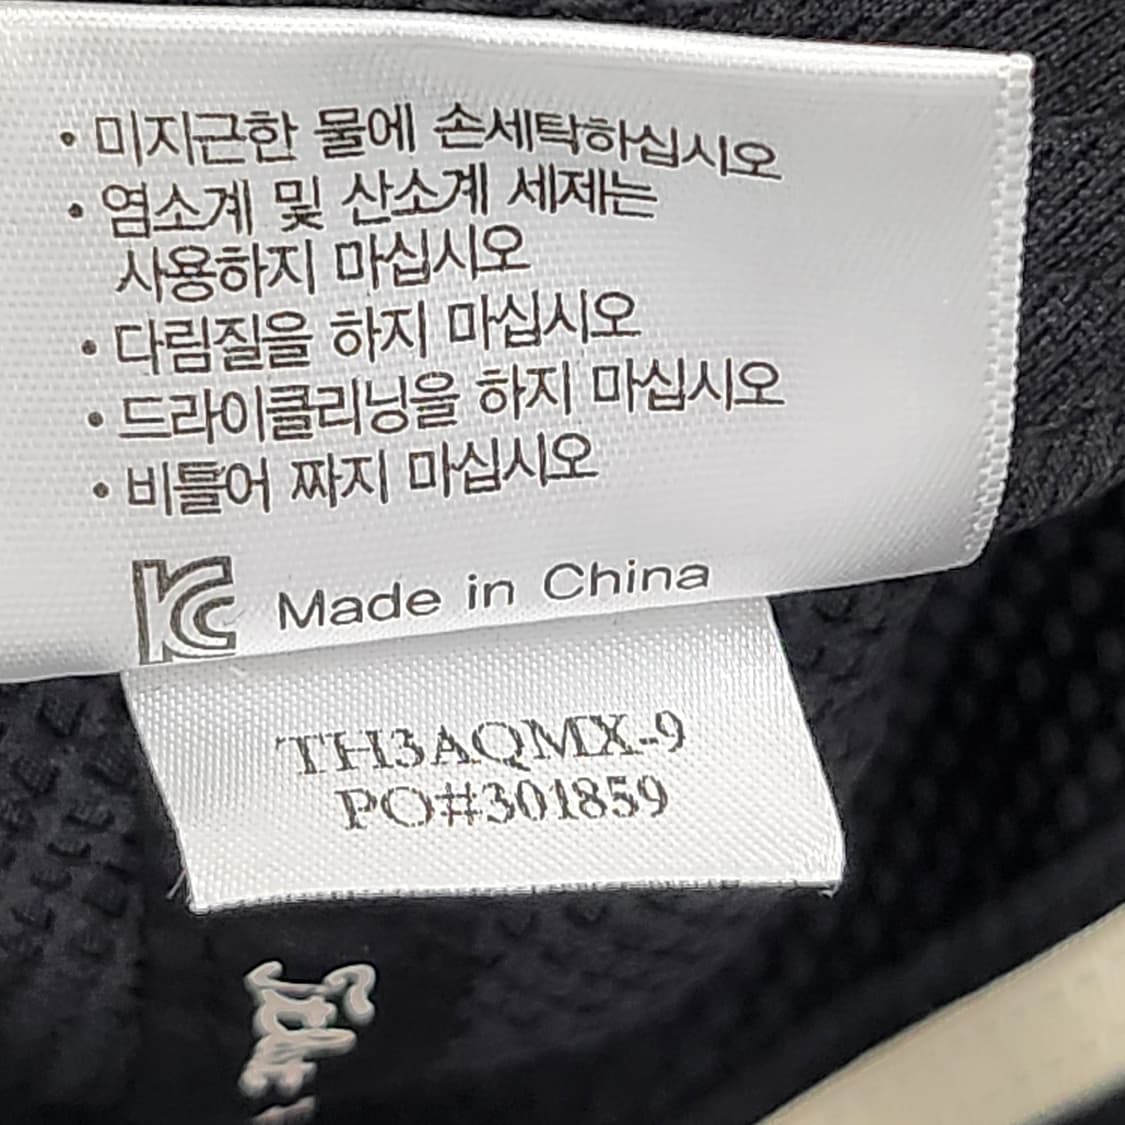 • 미지근한 물에 손세탁하십시오
• 염소계 및 산소계 세제는
사용하지 마십시오
• 다림질을 하지 마십시오
• 드라이클리닝을 하지 마십시오
• 비틀어 짜지 마십시오
KC Made in China
TH3AQMX-9
PO#301859